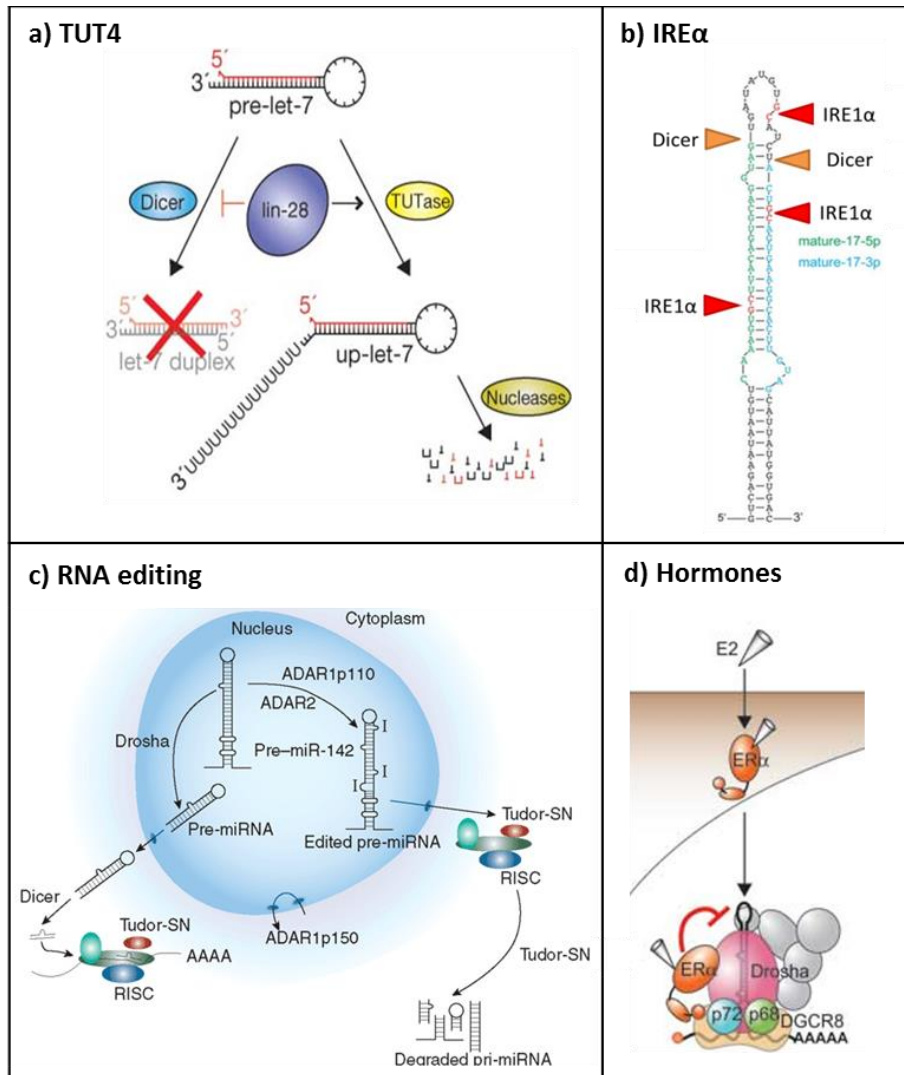 a) TUT4
5´
3´
pre-let-7
Dicer
lin-28
TUTase
5´
3´
3´
5´
let-7 duplex
5´
up-let-7
3´UUUUUUUUUUUUUU
Nucleases
b) IREα
IRE1α
Dicer
Dicer
IRE1α
mature-17-5p
mature-17-3p
IRE1α
5'
3'
c) RNA editing
Cytoplasm
Nucleus
ADAR1p110
ADAR2
Drosha
Pre–miR-142
I
I
I
Pre-miRNA
Edited pre-miRNA
Tudor-SN
RISC
Dicer
Tudor-SN
AAAA
RISC
ADAR1p150
Tudor-SN
Degraded pri-miRNA
d) Hormones
E2
ERα
ERα
Drosha
p72
p68
DGCR8
AAAAA